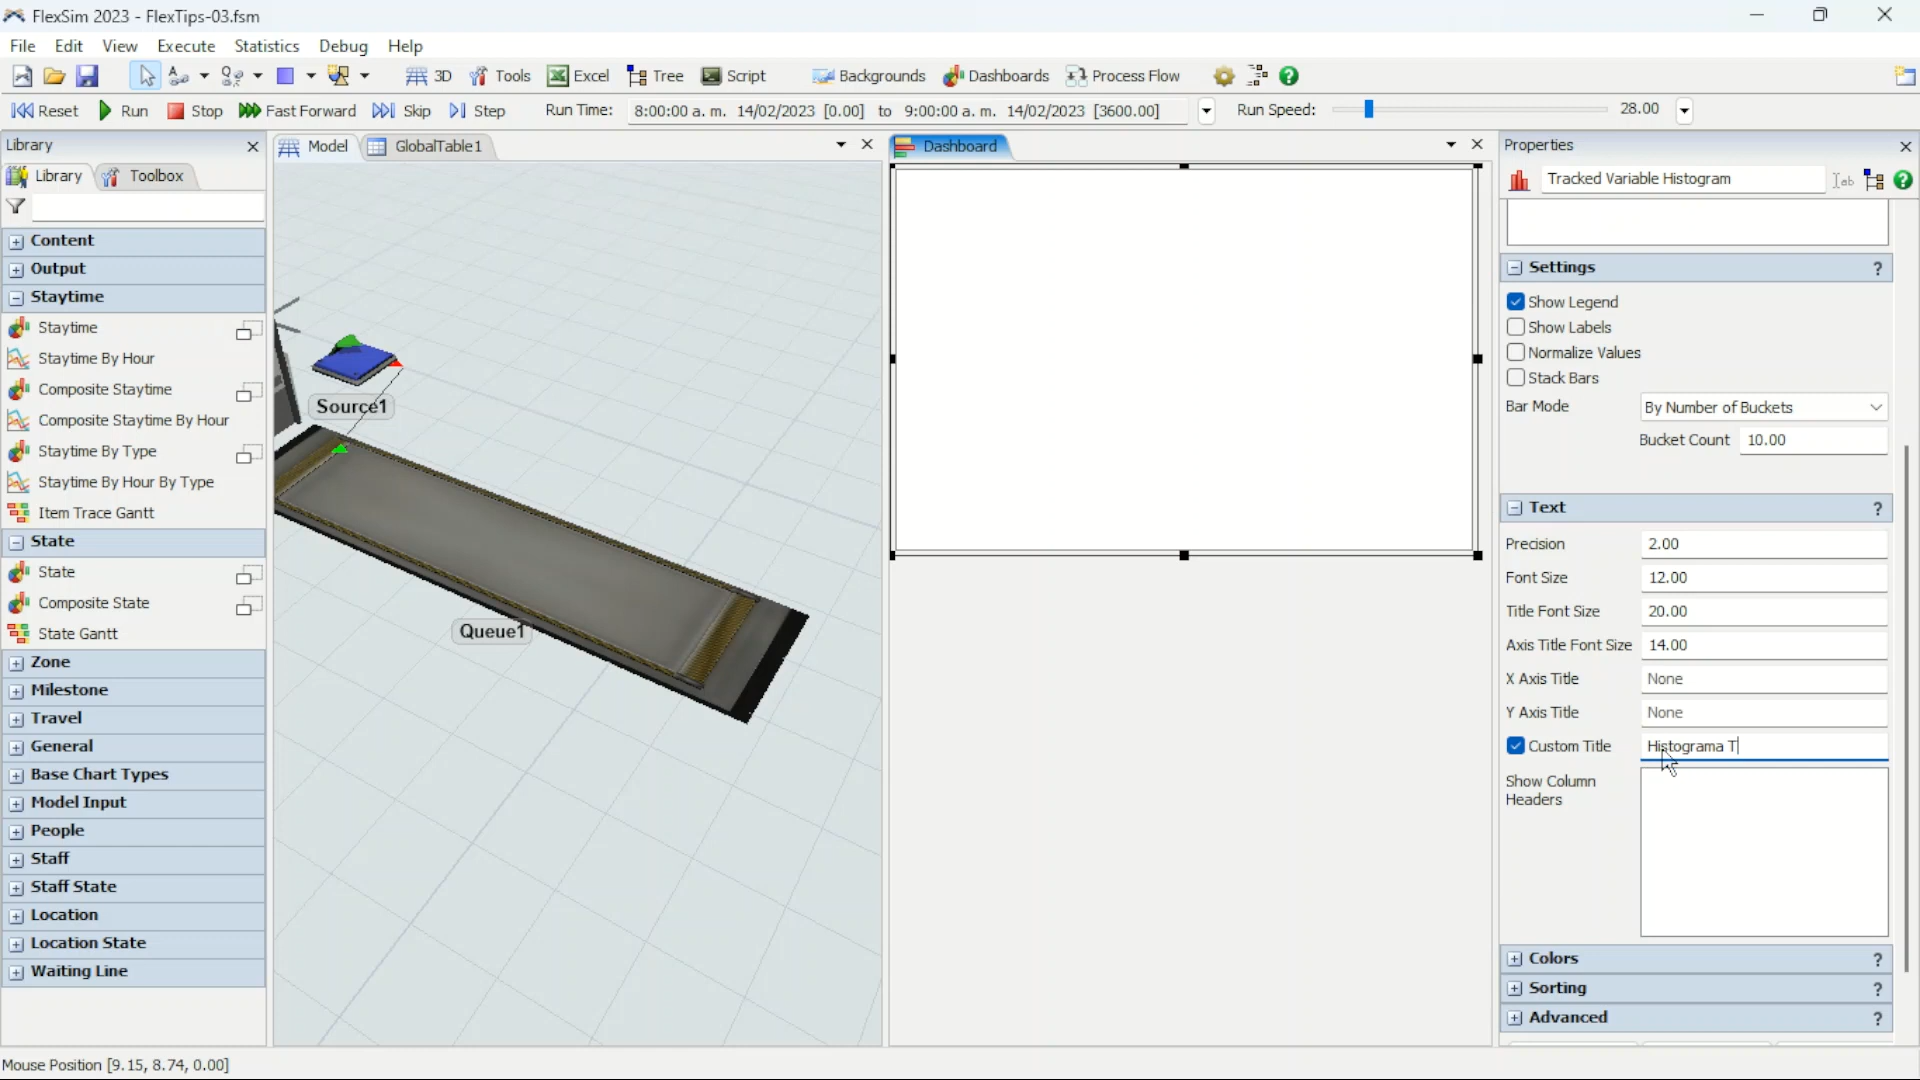 FlexSim 2023 - FlexTips-03.fsm
File Edit View Execute Statistics Debug Help
3D Tools Excel Tree Script Backgrounds Dashboards Process Flow
Reset Run Stop Fast Forward Skip Step Run Time: 8:00:00 a. m. 14/02/2023 [0.00] to 9:00:00 a. m. 14/02/2023 [3600.00] Run Speed: 28.00
Library
Library Toolbox
Content
Output
Staytime
Staytime
Staytime By Hour
Composite Staytime
Composite Staytime By Hour
Staytime By Type
Staytime By Hour By Type
Item Trace Gantt
State
State
Composite State
State Gantt
Zone
Milestone
Travel
General
Base Chart Types
Model Input
People
Staff
Staff State
Location
Location State
Waiting Line
Model GlobalTable1
Source1
Queue1
Dashboard
Properties
Tracked Variable Histogram
Settings ?
Show Legend
Show Labels
Normalize Values
Stack Bars
Bar Mode By Number of Buckets
Bucket Count 10.00
Text ?
Precision 2.00
Font Size 12.00
Title Font Size 20.00
Axis Title Font Size 14.00
X Axis Title None
Y Axis Title None
Custom Title Histograma T
Show Column
Headers
Colors ?
Sorting ?
Advanced ?
Mouse Position [9.15, 8.74, 0.00]